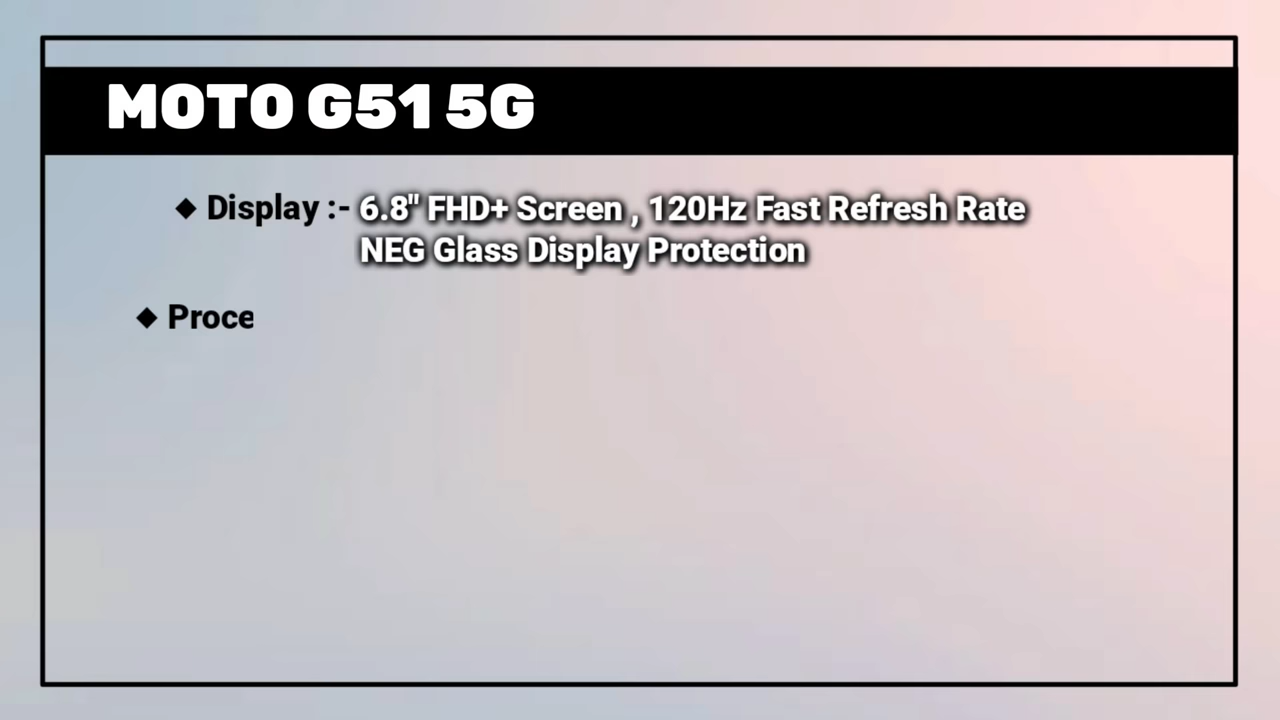 MOTO G51 5G
◆ Display :- 6.8" FHD+ Screen , 120Hz Fast Refresh Rate
NEG Glass Display Protection
◆ Proce